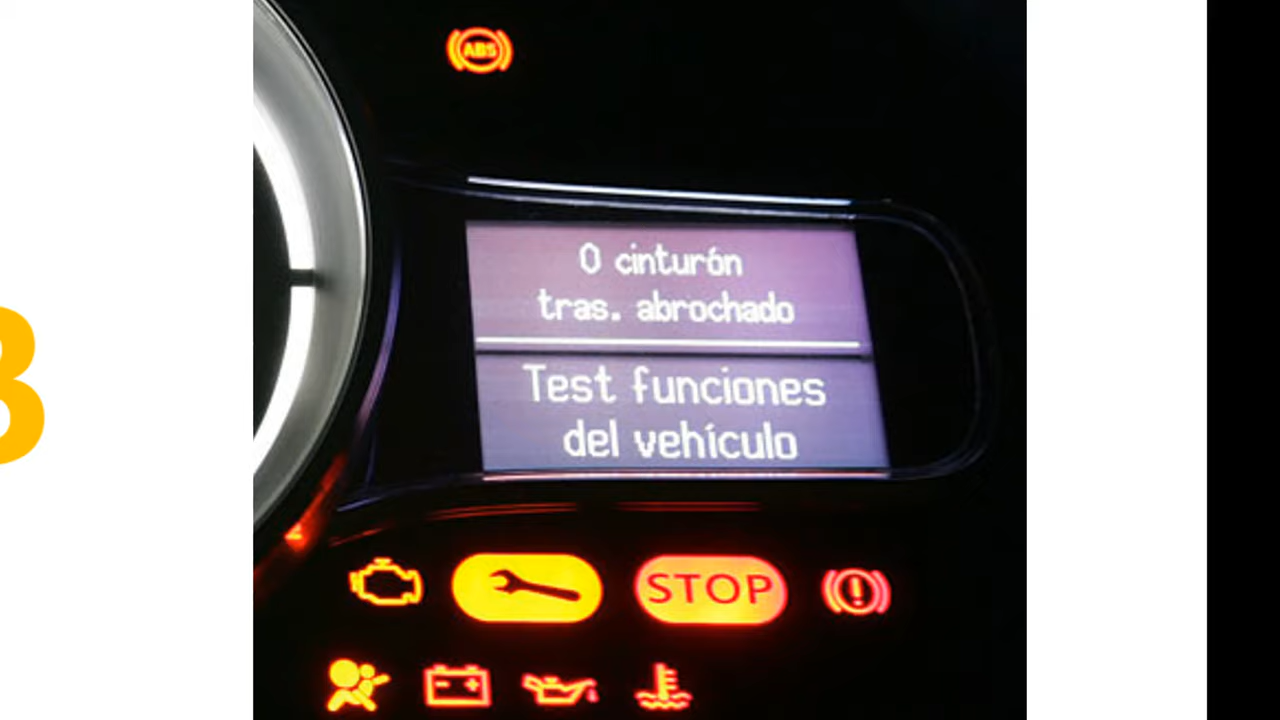 ABS
0 cinturón
tras. abrochado
Test funciones
del vehículo
STOP